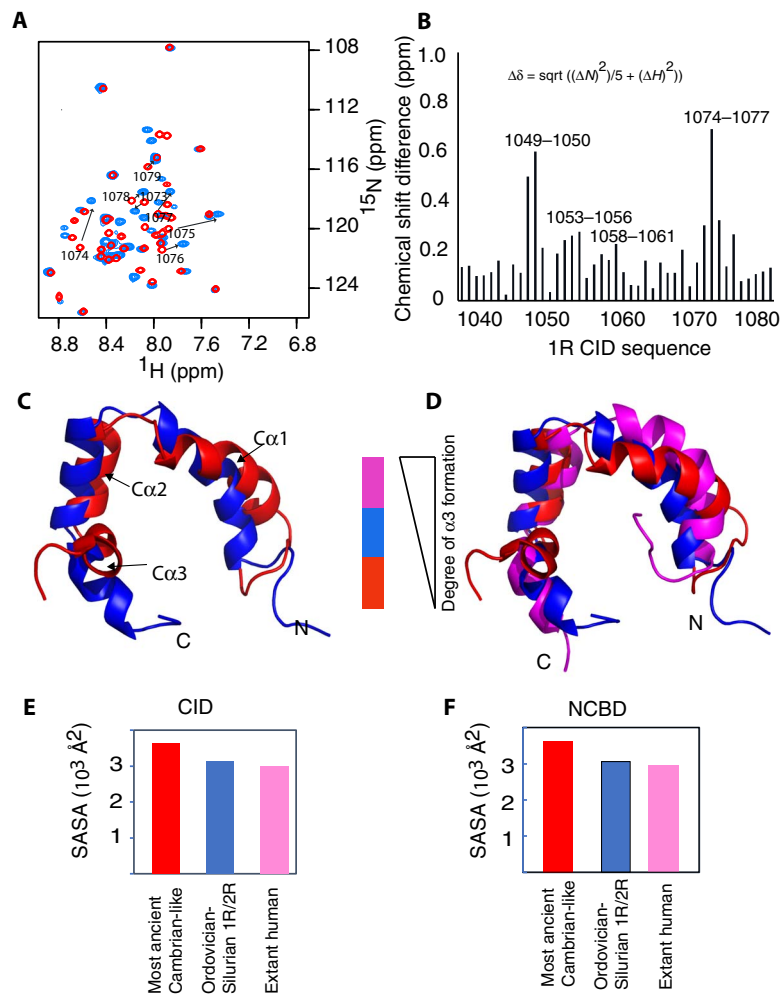 A
8.8 8.4 8.0 7.6 7.2 6.8
¹H (ppm)
108
112
116
120
124
¹⁵N (ppm)
1079
1078
1073
1077
1075
1074
1076
B
Chemical shift difference (ppm)
1.0
0.8
0.6
0.4
0.2
0
Δδ = sqrt ((ΔN)²)/5 + (ΔH)²))
1049–1050
1074–1077
1053–1056
1058–1061
1040 1050 1060 1070 1080
1R CID sequence
C
Cα1
Cα2
Cα3
C
N
Degree of α3 formation
D
N
C
E
CID
SASA (10³ Å²)
3
2
1
Most ancient
Cambrian-like
Ordovician-
Silurian 1R/2R
Extant human
F
NCBD
SASA (10³ Å²)
3
2
1
Most ancient
Cambrian-like
Ordovician-
Silurian 1R/2R
Extant human